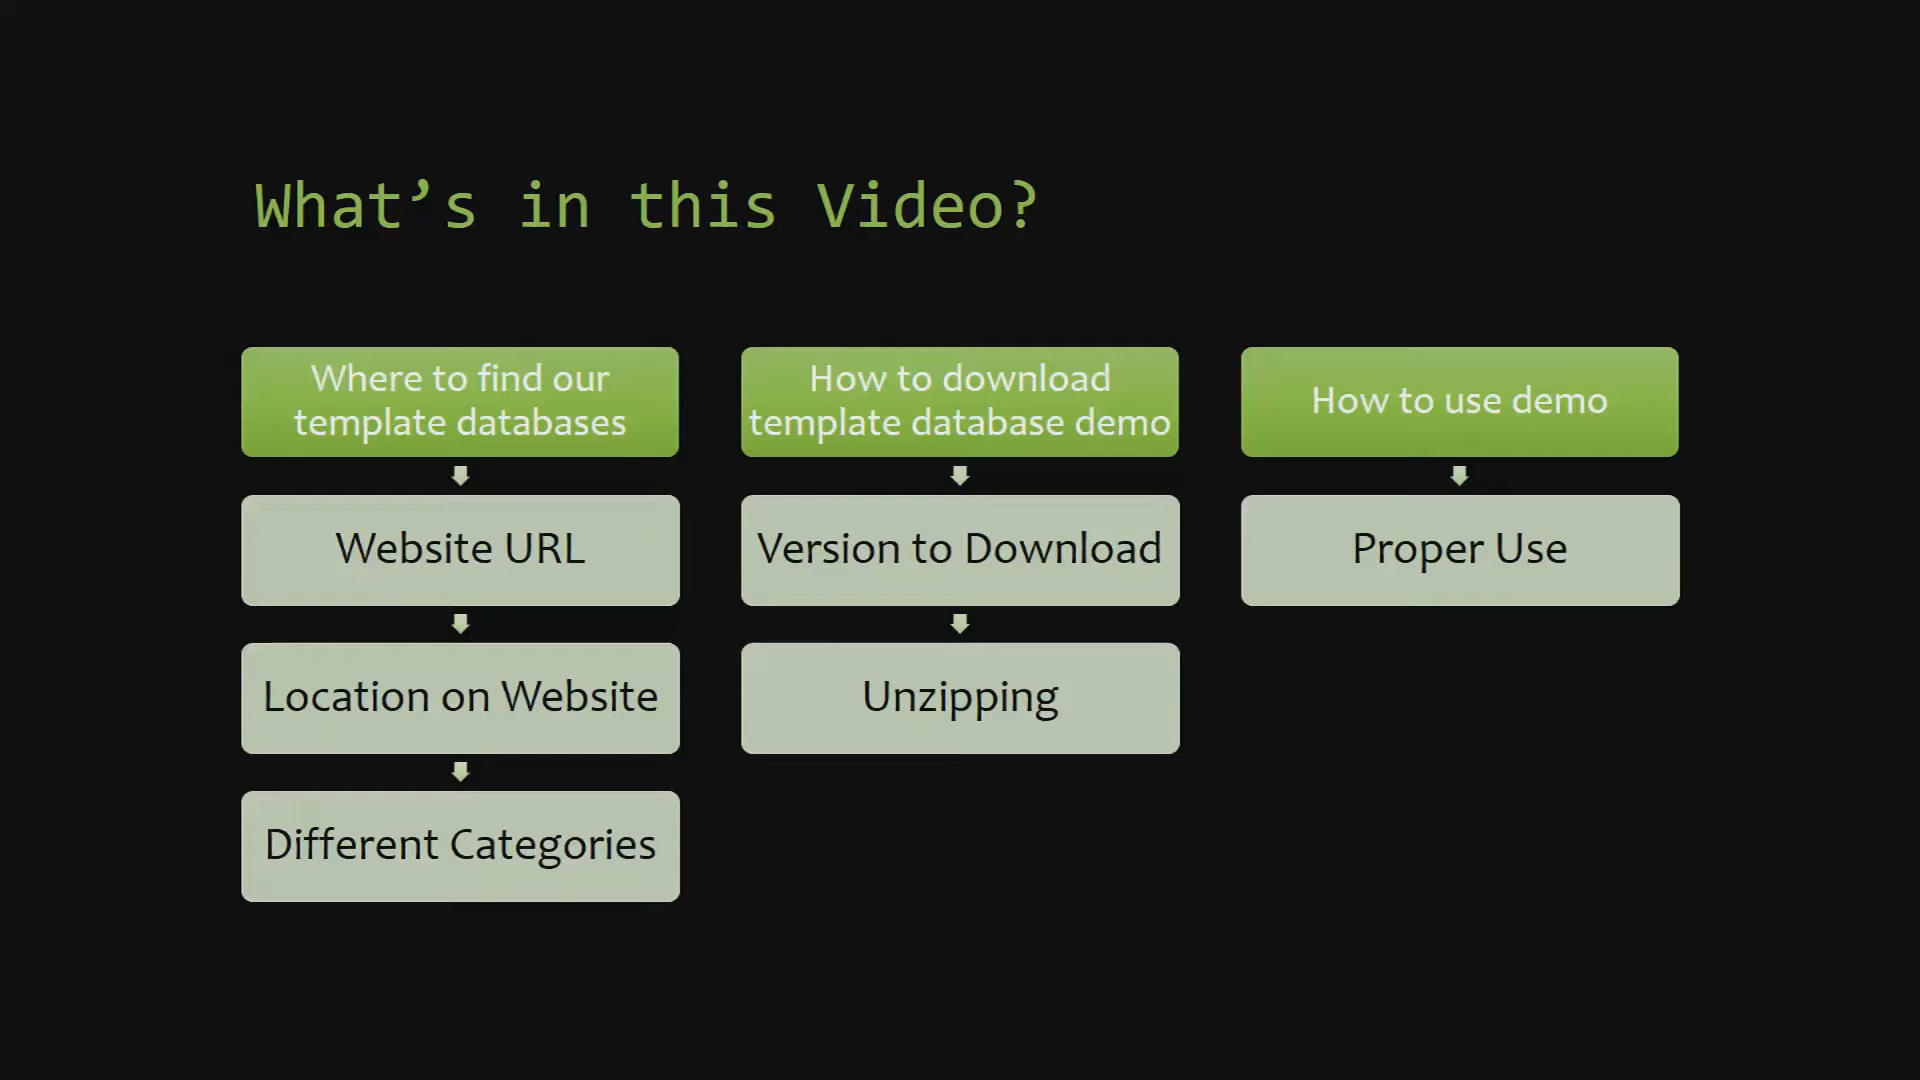 What’s in this Video?
Where to find our
template databases
Website URL
Location on Website
Different Categories
How to download
template database demo
Version to Download
Unzipping
How to use demo
Proper Use